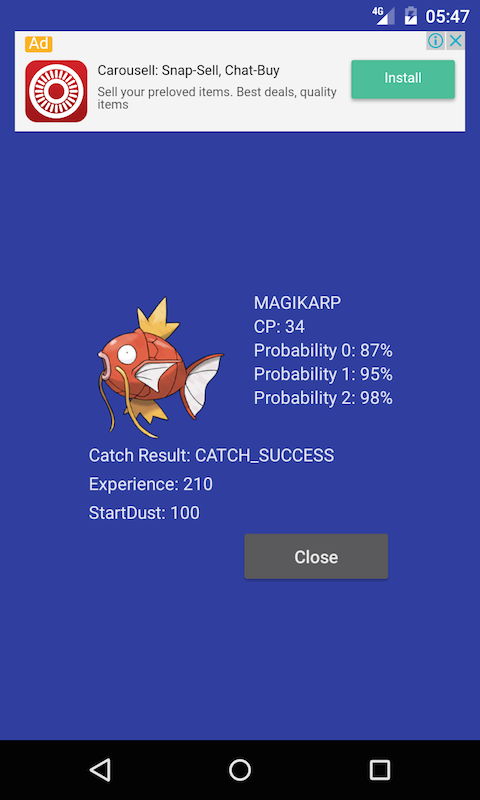 4G 05:47
Ad
Carousell: Snap-Sell, Chat-Buy
Sell your preloved items. Best deals, quality
items
Install
MAGIKARP
CP: 34
Probability 0: 87%
Probability 1: 95%
Probability 2: 98%
Catch Result: CATCH_SUCCESS
Experience: 210
StartDust: 100
Close